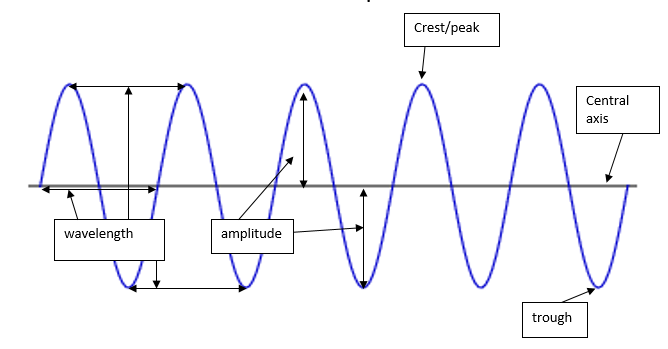 Crest/peak
Central
axis
wavelength
amplitude
trough